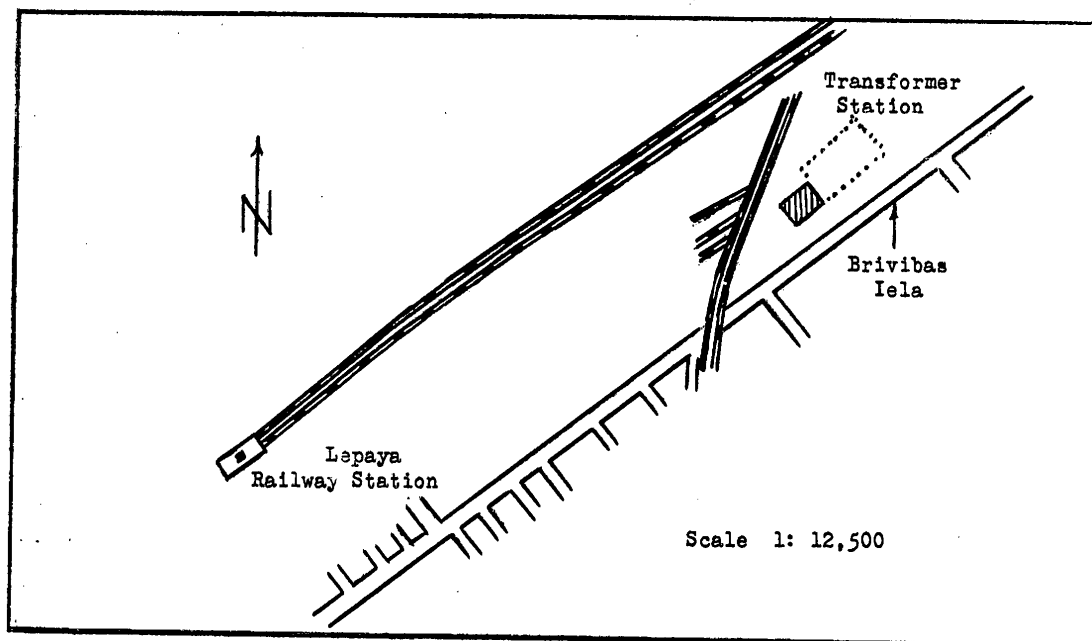 Transformer
Station
N
Brivibas
Iela
Lepaya
Railway Station
Scale 1: 12,500